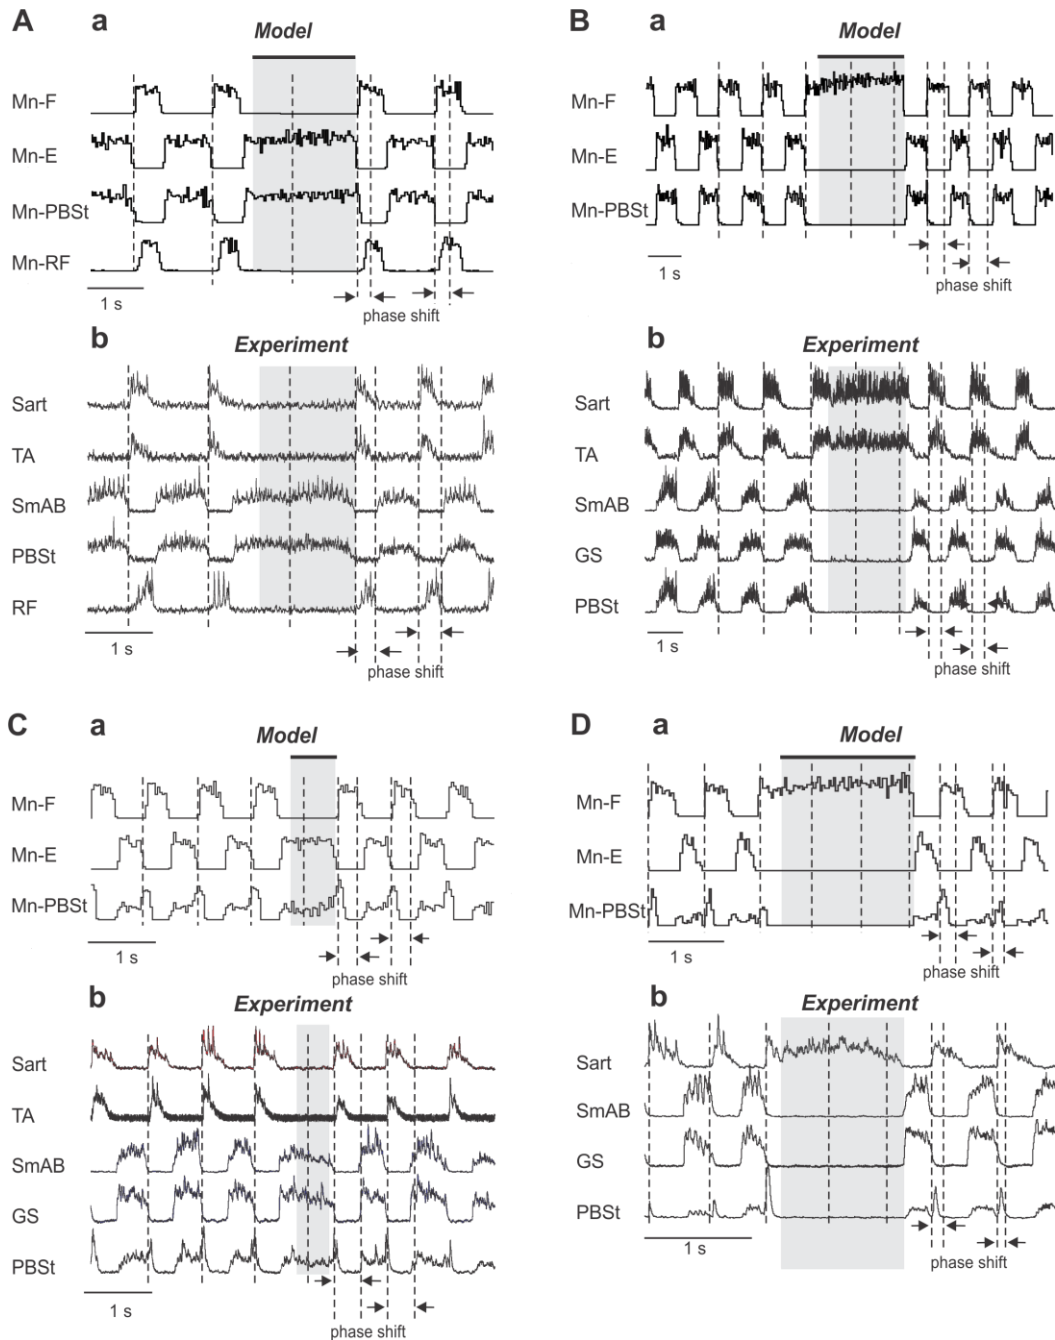 A
a
Model
Mn-F
Mn-E
Mn-PBSt
Mn-RF
1 s
phase shift
b
Experiment
Sart
TA
SmAB
PBSt
RF
1 s
phase shift
B
a
Model
Mn-F
Mn-E
Mn-PBSt
1 s
phase shift
b
Experiment
Sart
TA
SmAB
GS
PBSt
1 s
phase shift
C
a
Model
Mn-F
Mn-E
Mn-PBSt
1 s
phase shift
b
Experiment
Sart
TA
SmAB
GS
PBSt
1 s
phase shift
D
a
Model
Mn-F
Mn-E
Mn-PBSt
1 s
phase shift
b
Experiment
Sart
SmAB
GS
PBSt
1 s
phase shift